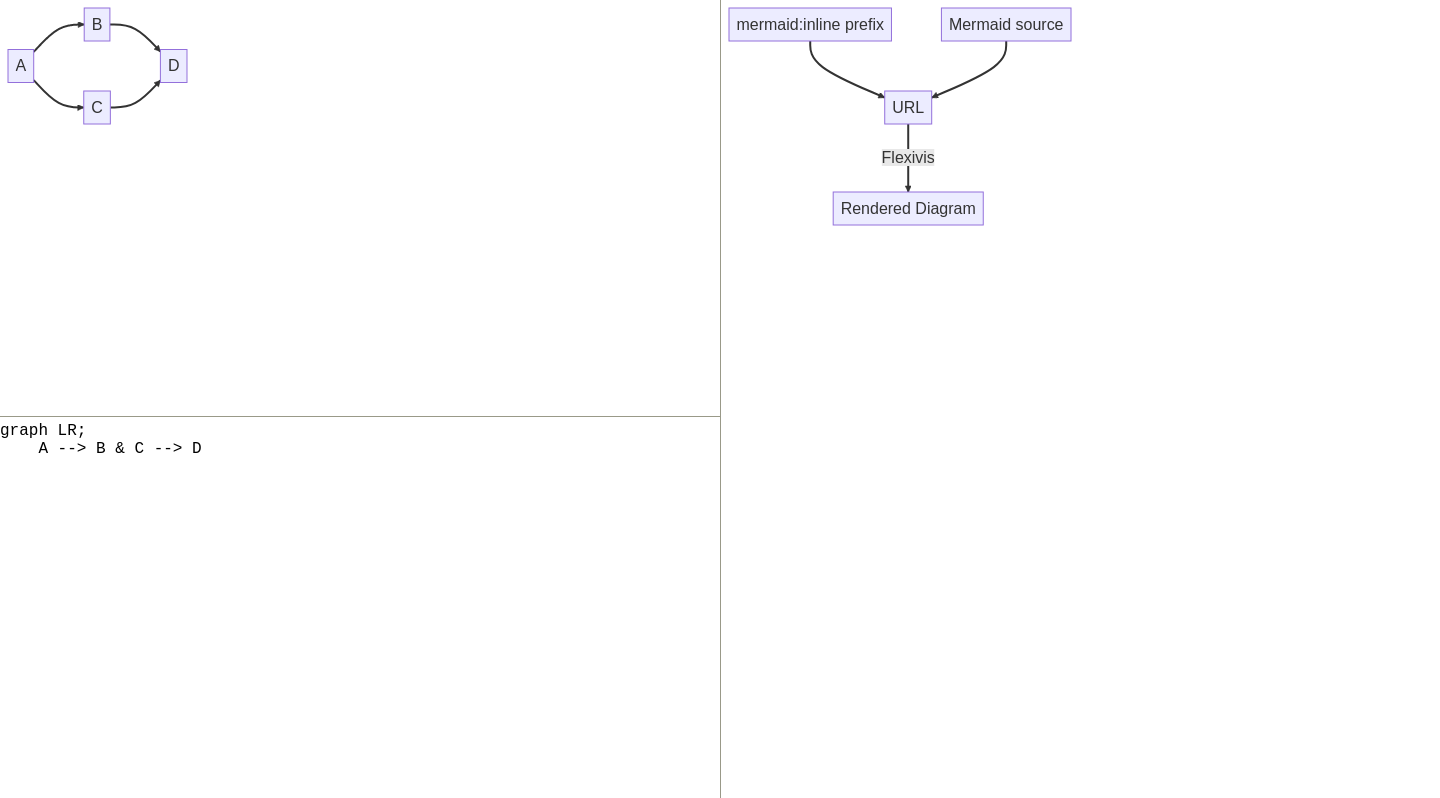 B
A
D
C
graph LR;
    A --> B & C --> D
mermaid:inline prefix
Mermaid source
URL
Flexivis
Rendered Diagram